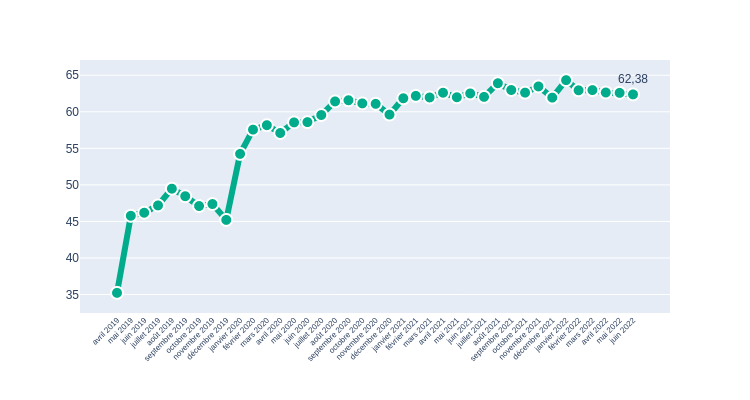 65
62,38
60
55
50
45
40
35
avril 2019
mai 2019
juin 2019
juillet 2019
août 2019
septembre 2019
octobre 2019
novembre 2019
décembre 2019
janvier 2020
février 2020
mars 2020
avril 2020
mai 2020
juin 2020
juillet 2020
août 2020
septembre 2020
octobre 2020
novembre 2020
décembre 2020
janvier 2021
février 2021
mars 2021
avril 2021
mai 2021
juin 2021
juillet 2021
août 2021
septembre 2021
octobre 2021
novembre 2021
décembre 2021
janvier 2022
février 2022
mars 2022
avril 2022
mai 2022
juin 2022